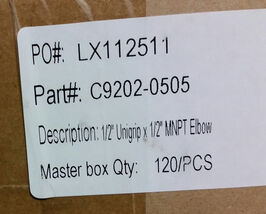 PO#: LX112511
Part#: C9202-0505
Description: 1/2" Unigrip x 1/2" MNPT Elbow
Master box Qty: 120/PCS